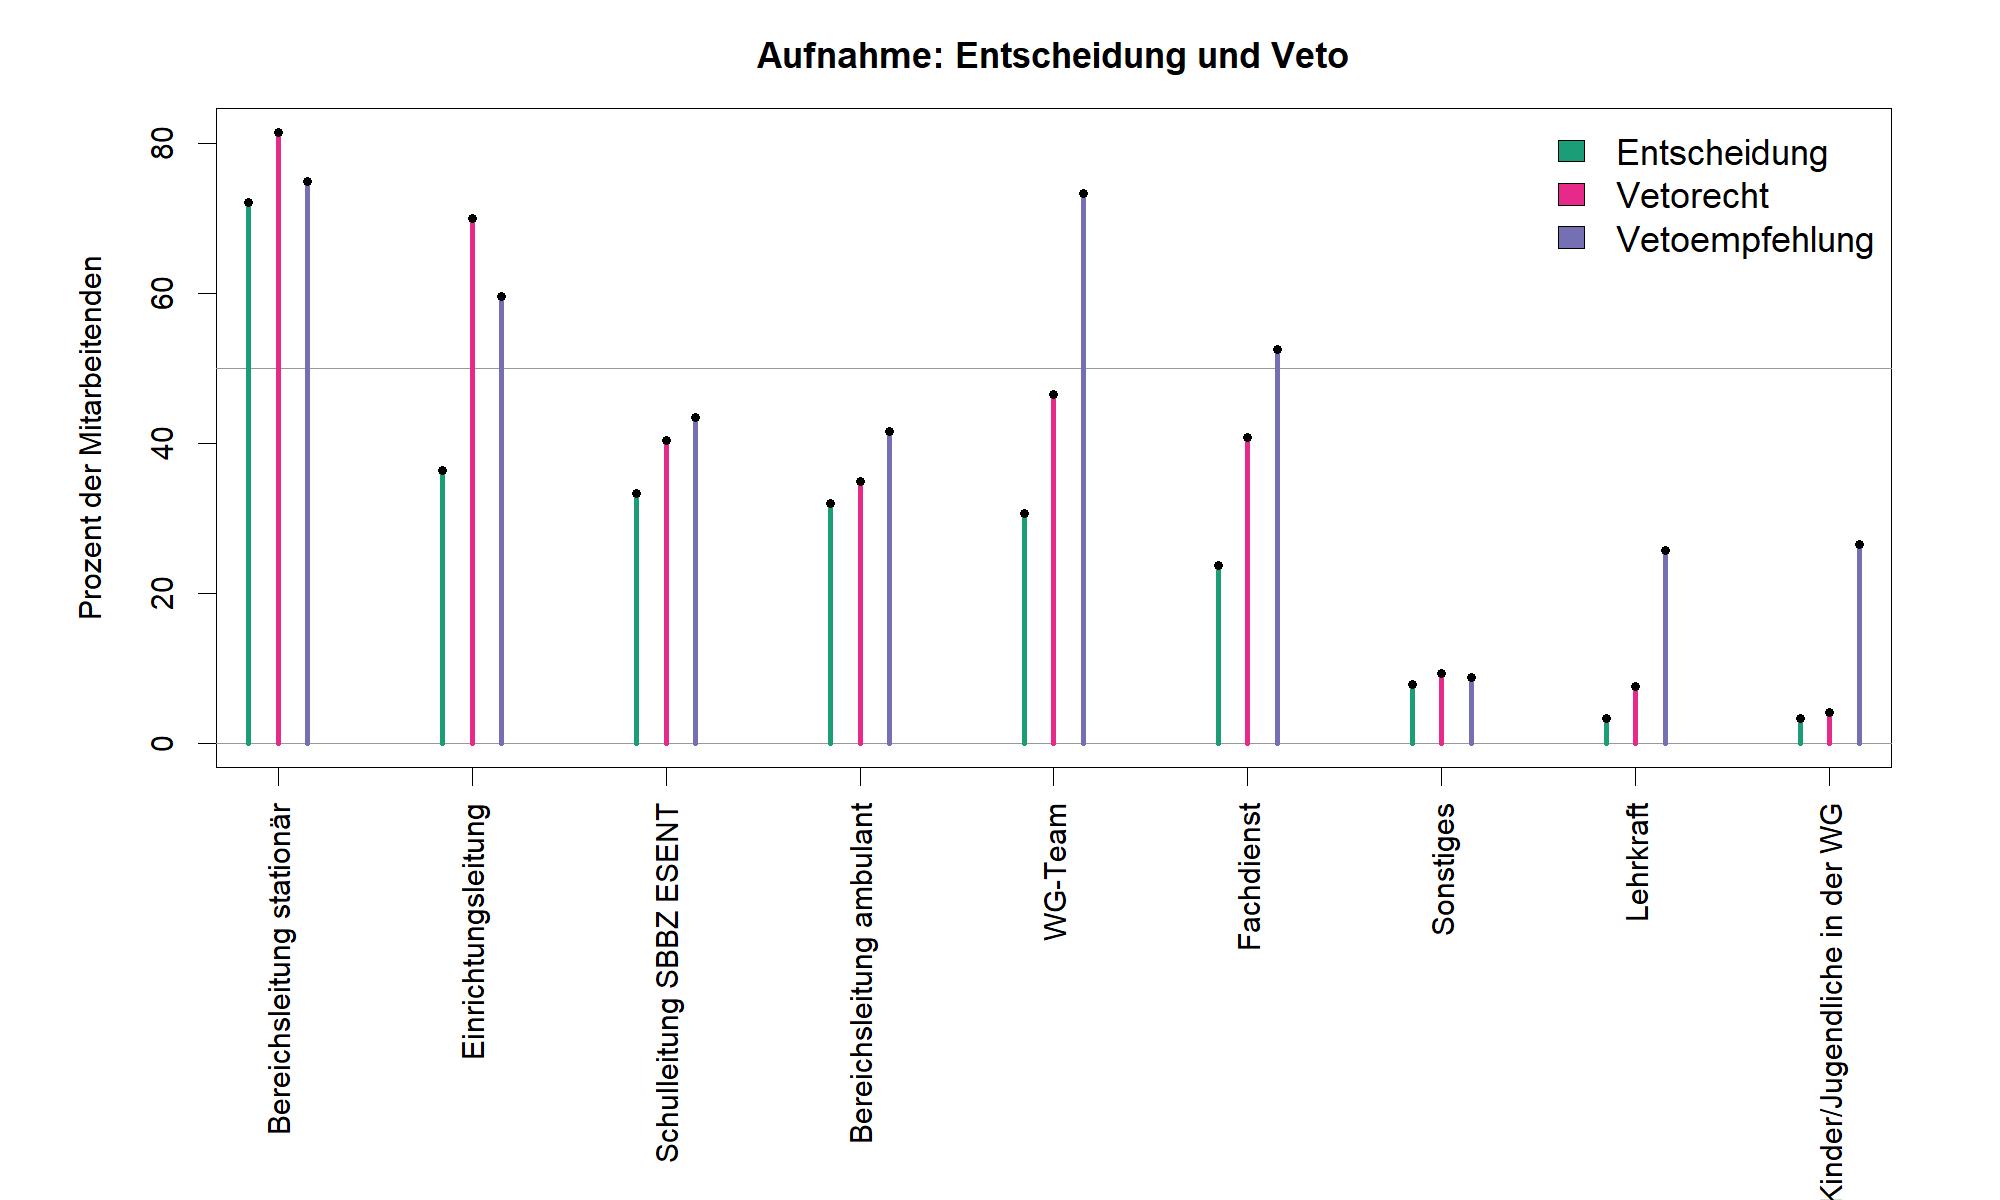 Aufnahme: Entscheidung und Veto
Entscheidung
Vetorecht
Vetoempfehlung
Prozent der Mitarbeitenden
80
60
40
20
0
Bereichsleitung stationär
Einrichtungsleitung
Schulleitung SBBZ ESENT
Bereichsleitung ambulant
WG-Team
Fachdienst
Sonstiges
Lehrkraft
Kinder/Jugendliche in der WG